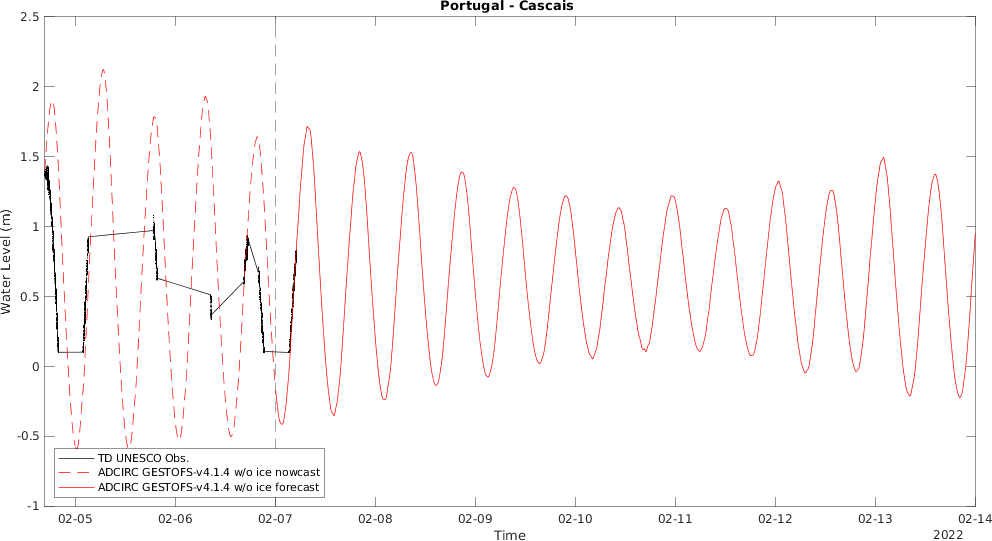 Portugal - Cascais
2.5
2
1.5
1
0.5
0
-0.5
-1
Water Level (m)
TD UNESCO Obs.
ADCIRC GESTOFS-v4.1.4 w/o ice nowcast
ADCIRC GESTOFS-v4.1.4 w/o ice forecast
02-05 02-06 02-07 02-08 02-09 02-10 02-11 02-12 02-13 02-14
Time
2022